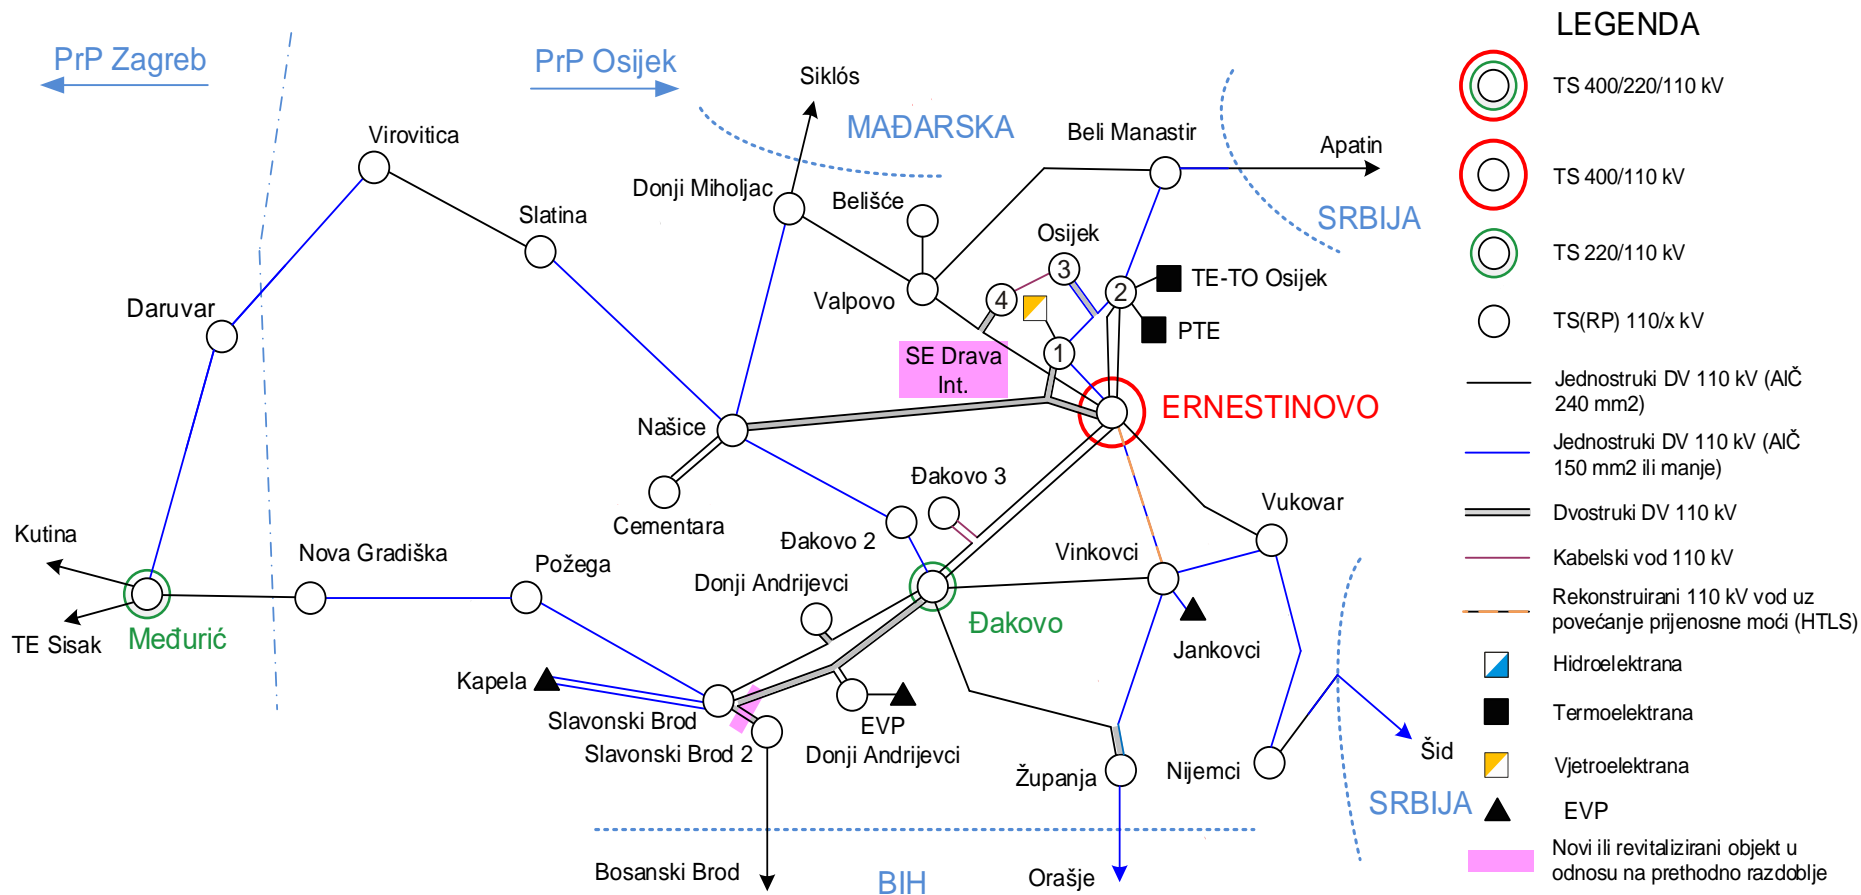 PrP Zagreb
PrP Osijek
Siklós
MAĐARSKA
Virovitica
Beli Manastir
Apatin
Donji Miholjac
Belišće
Slatina
SRBIJA
Osijek
3
4
2
1
TE-TO Osijek
Valpovo
PTE
Daruvar
SE Drava
Int.
ERNESTINOVO
Našice
Đakovo 3
Cementara
Đakovo 2
Vukovar
Vinkovci
Kutina
Nova Gradiška
Požega
Donji Andrijevci
TE Sisak
Međurić
Đakovo
Jankovci
Kapela
Slavonski Brod
Slavonski Brod 2
EVP
Donji Andrijevci
Županja
Nijemci
Šid
SRBIJA
Bosanski Brod
BIH
Orašje
LEGENDA
TS 400/220/110 kV
TS 400/110 kV
TS 220/110 kV
TS(RP) 110/x kV
Jednostruki DV 110 kV (AlČ
240 mm2)
Jednostruki DV 110 kV (AlČ
150 mm2 ili manje)
Dvostruki DV 110 kV
Kabelski vod 110 kV
Rekonstruirani 110 kV vod uz
povećanje prijenosne moći (HTLS)
Hidroelektrana
Termoelektrana
Vjetroelektrana
EVP
Novi ili revitalizirani objekt u
odnosu na prethodno razdoblje